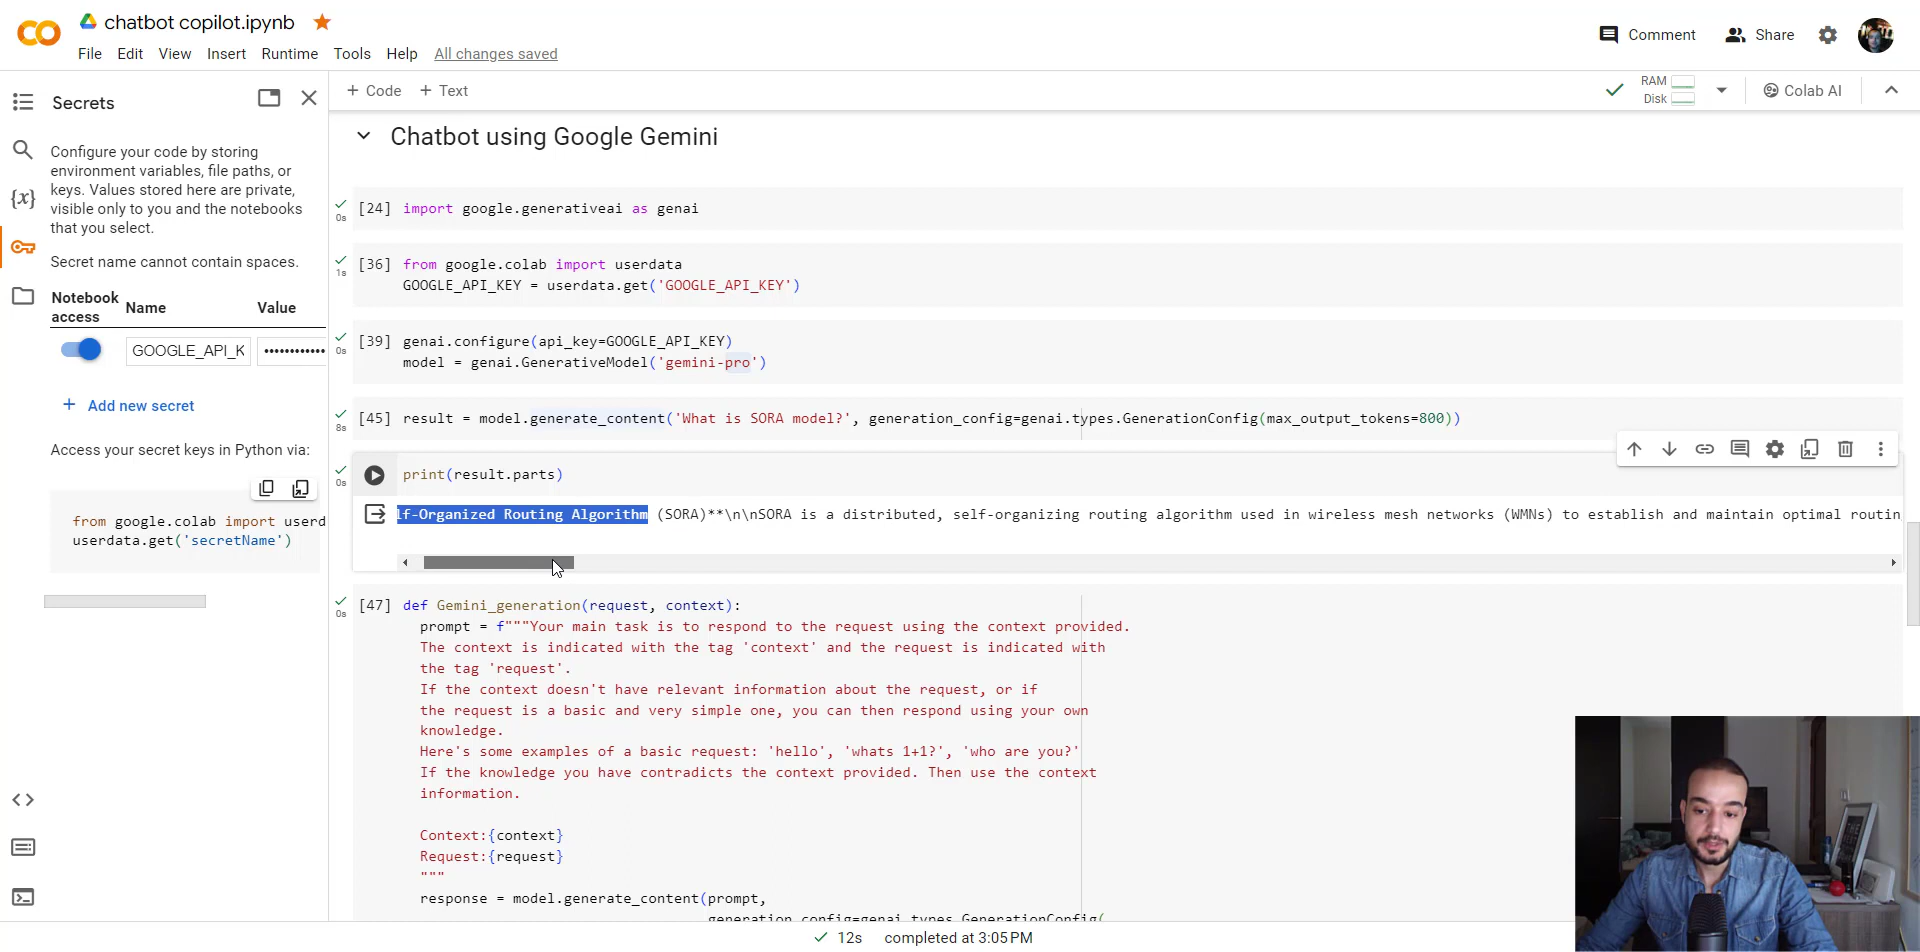 chatbot copilot.ipynb
File Edit View Insert Runtime Tools Help All changes saved
Comment Share
Secrets
+ Code + Text
RAM
Disk
Colab AI
Configure your code by storing
environment variables, file paths, or
keys. Values stored here are private,
visible only to you and the notebooks
that you select.
Secret name cannot contain spaces.
Notebook access Name Value
GOOGLE_API_K ••••••••••••
+ Add new secret
Access your secret keys in Python via:
from google.colab import userd
userdata.get('secretName')
Chatbot using Google Gemini
0s [24] import google.generativeai as genai
1s [36] from google.colab import userdata
GOOGLE_API_KEY = userdata.get('GOOGLE_API_KEY')
0s [39] genai.configure(api_key=GOOGLE_API_KEY)
model = genai.GenerativeModel('gemini-pro')
8s [45] result = model.generate_content('What is SORA model?', generation_config=genai.types.GenerationConfig(max_output_tokens=800))
0s print(result.parts)
lf-Organized Routing Algorithm (SORA)**\n\nSORA is a distributed, self-organizing routing algorithm used in wireless mesh networks (WMNs) to establish and maintain optimal routin
0s [47] def Gemini_generation(request, context):
prompt = f"""Your main task is to respond to the request using the context provided.
The context is indicated with the tag 'context' and the request is indicated with
the tag 'request'.
If the context doesn't have relevant information about the request, or if
the request is a basic and very simple one, you can then respond using your own
knowledge.
Here's some examples of a basic request: 'hello', 'whats 1+1?', 'who are you?'
If the knowledge you have contradicts the context provided. Then use the context
information.
Context:{context}
Request:{request}
"""
response = model.generate_content(prompt,
generation_config=genai.types.GenerationConfig(
12s completed at 3:05 PM